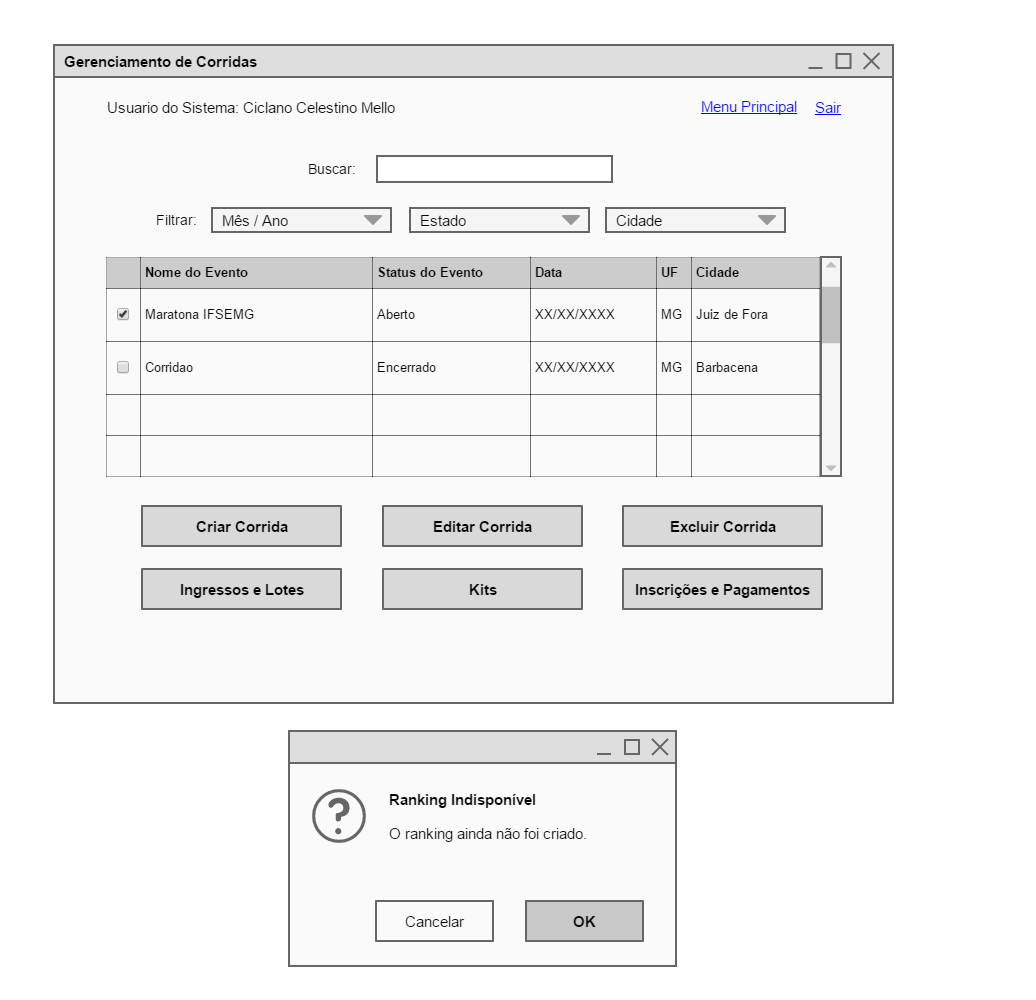 Gerenciamento de Corridas
Usuario do Sistema: Ciclano Celestino Mello
Menu Principal Sair
Buscar:
Filtrar: Mês / Ano Estado Cidade
Nome do Evento Status do Evento Data UF Cidade
Maratona IFSEMG Aberto XX/XX/XXXX MG Juiz de Fora
Corridao Encerrado XX/XX/XXXX MG Barbacena
Criar Corrida Editar Corrida Excluir Corrida
Ingressos e Lotes Kits Inscrições e Pagamentos
Ranking Indisponível
O ranking ainda não foi criado.
Cancelar OK